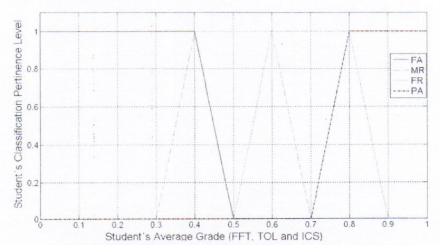 Student´s Classification Pertinence Level
1
0.8
0.6
0.4
0.2
0
FA
MR
FR
PA
0 0.1 0.2 0.3 0.4 0.5 0.6 0.7 0.8 0.9 1
Student´s Average Grade (FFT, TOL and ICS)